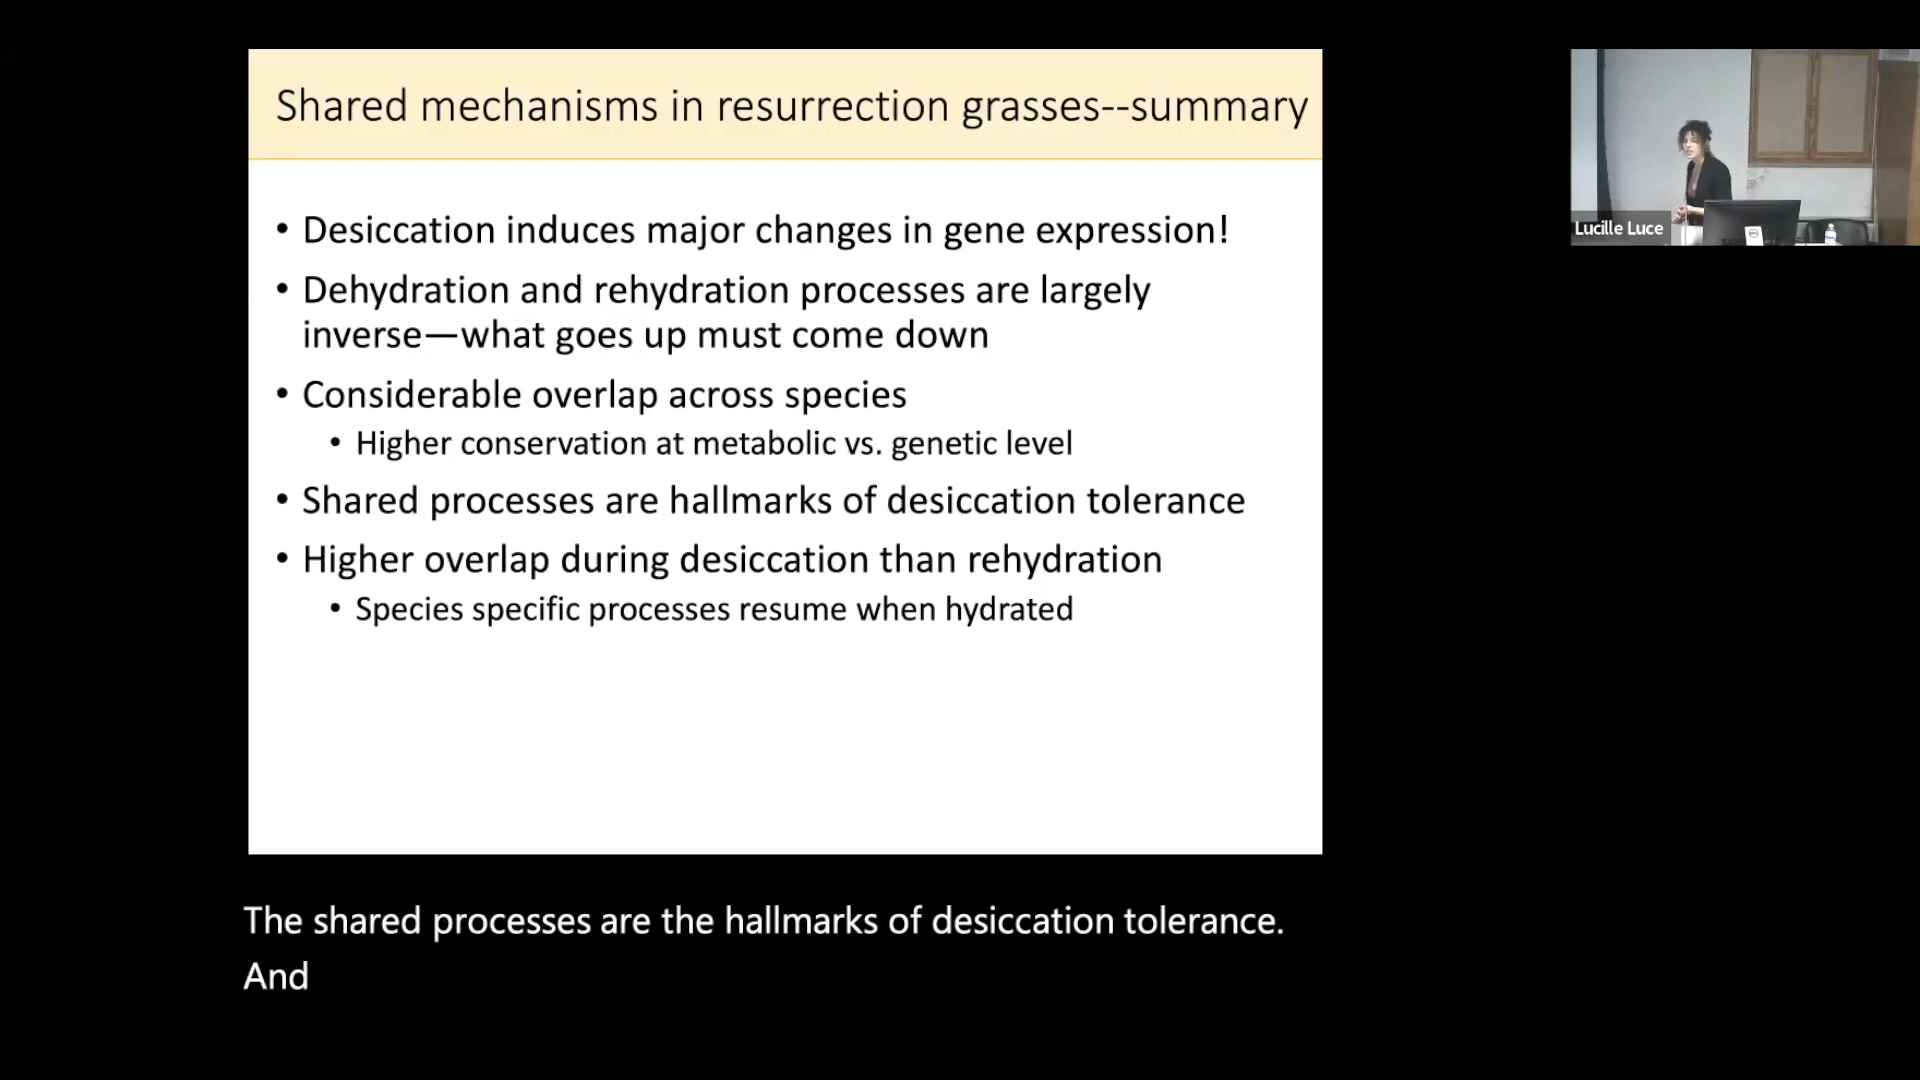 Shared mechanisms in resurrection grasses--summary
• Desiccation induces major changes in gene expression!
• Dehydration and rehydration processes are largely
inverse—what goes up must come down
• Considerable overlap across species
• Higher conservation at metabolic vs. genetic level
• Shared processes are hallmarks of desiccation tolerance
• Higher overlap during desiccation than rehydration
• Species specific processes resume when hydrated
Lucille Luce
The shared processes are the hallmarks of desiccation tolerance.
And